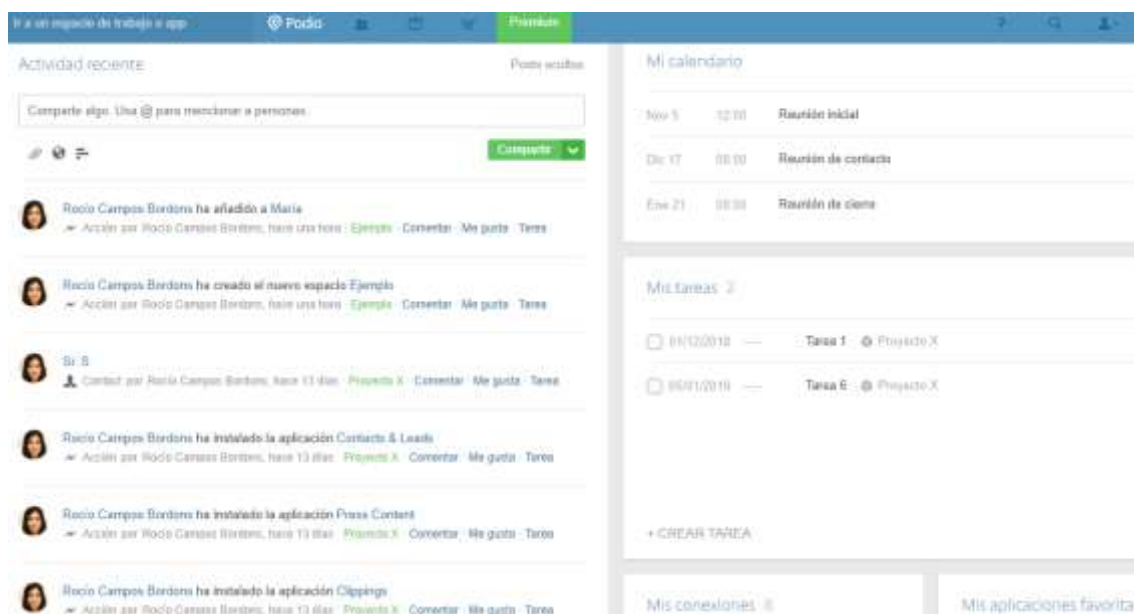 Ir a un espacio de trabajo o app
Podio
Premium
?
Actividad reciente
Posts ocultos
Comparte algo. Usa @ para mencionar a personas.
Compartir
Rocío Campos Bordons ha añadido a María
Acción por Rocío Campos Bordons, hace una hora · Ejemplo · Comentar · Me gusta · Tarea
Rocío Campos Bordons ha creado el nuevo espacio Ejemplo
Acción por Rocío Campos Bordons, hace una hora · Ejemplo · Comentar · Me gusta · Tarea
Sr. B
Contact por Rocío Campos Bordons, hace 13 días · Proyecto X · Comentar · Me gusta · Tarea
Rocío Campos Bordons ha instalado la aplicación Contacts & Leads
Acción por Rocío Campos Bordons, hace 13 días · Proyecto X · Comentar · Me gusta · Tarea
Rocío Campos Bordons ha instalado la aplicación Press Content
Acción por Rocío Campos Bordons, hace 13 días · Proyecto X · Comentar · Me gusta · Tarea
Rocío Campos Bordons ha instalado la aplicación Clippings
Acción por Rocío Campos Bordons, hace 13 días · Proyecto X · Comentar · Me gusta · Tarea
Mi calendario
Nov 5 12:00 Reunión inicial
Dic 17 08:00 Reunión de contacto
Ene 21 08:00 Reunión de cierre
Mis tareas 2
01/12/2018 Tarea 1 Proyecto X
Tarea 6 Proyecto X
+ CREAR TAREA
Mis conexiones
Mis aplicaciones favorita